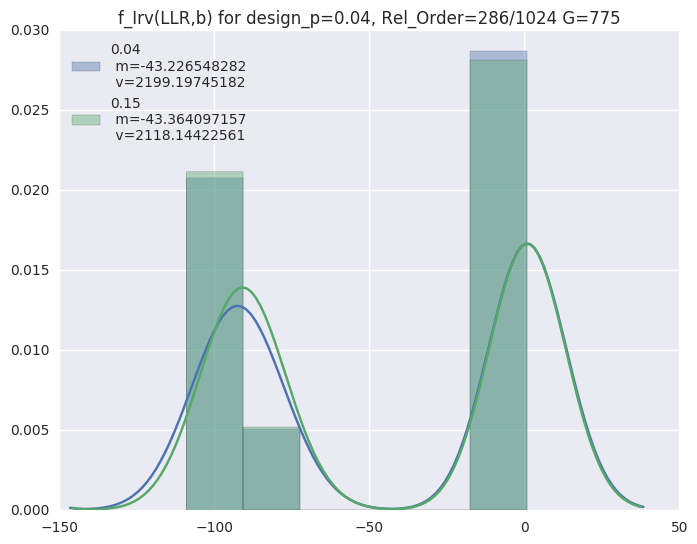 f_Irv(LLR,b) for design_p=0.04, Rel_Order=286/1024 G=775
0.030
0.025
0.020
0.015
0.010
0.005
0.000
0.04
m=-43.226548282
v=2199.19745182
0.15
m=-43.364097157
v=2118.14422561
−150
−100
−50
0
50